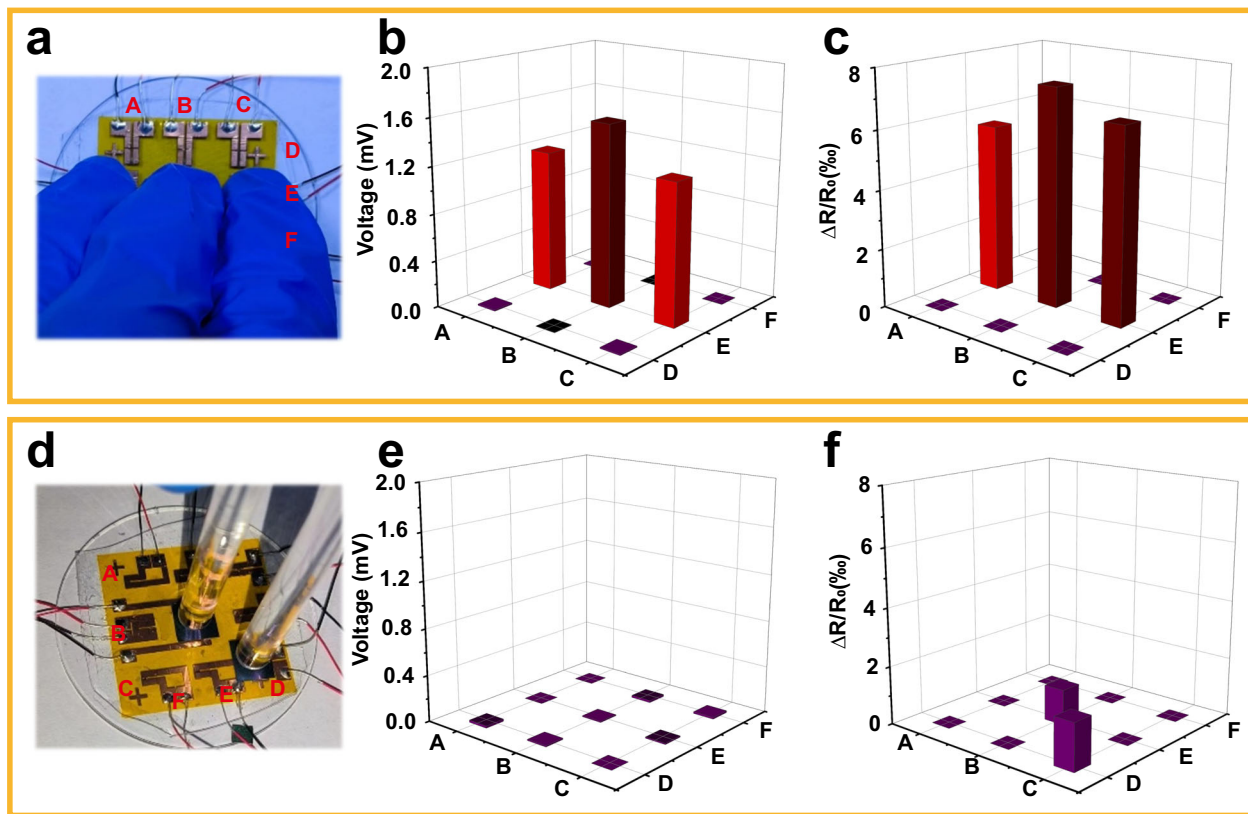 a
A
B
C
D
E
F
b
2.0
1.6
1.2
0.8
0.4
0.0
Voltage (mV)
A
B
C
D
E
F
c
8
6
4
2
0
ΔR/R₀(‰)
A
B
C
D
E
F
d
A
B
C
F
E
D
e
2.0
1.6
1.2
0.8
0.4
0.0
Voltage (mV)
A
B
C
D
E
F
f
8
6
4
2
0
ΔR/R₀(‰)
A
B
C
D
E
F